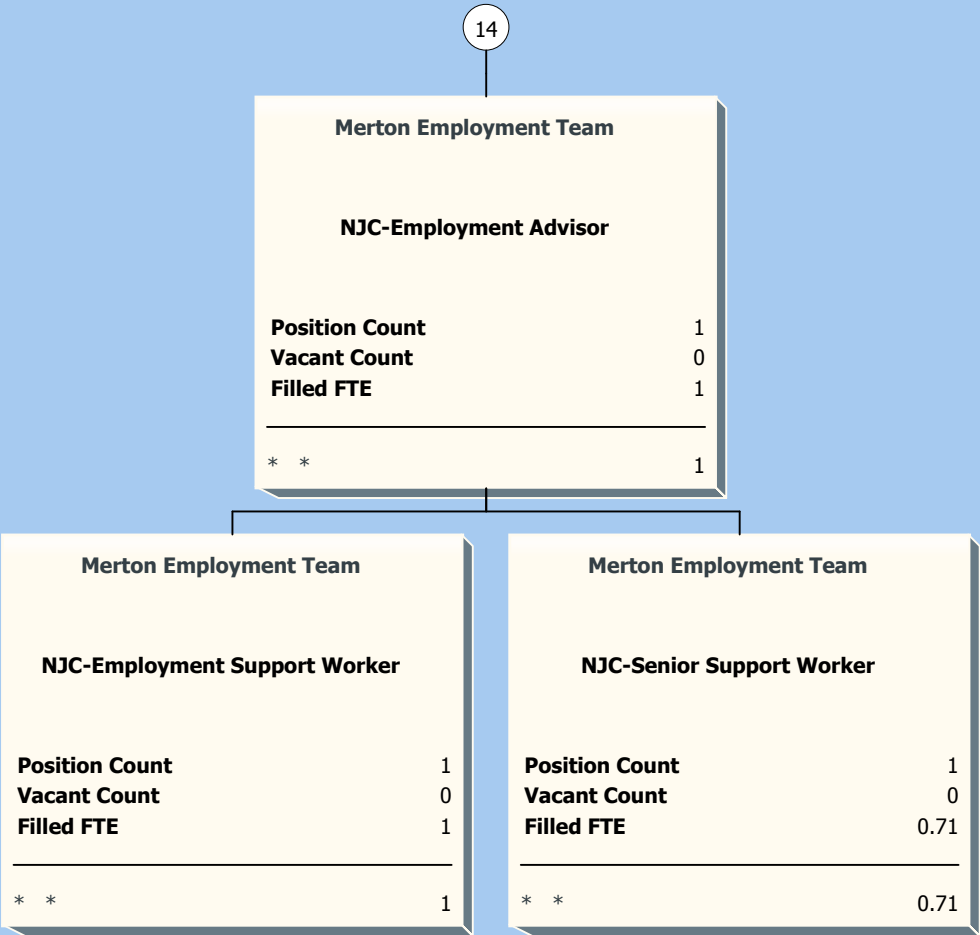 14
Merton Employment Team
NJC-Employment Advisor
Position Count 1
Vacant Count 0
Filled FTE 1
* * 1
Merton Employment Team
NJC-Employment Support Worker
Position Count 1
Vacant Count 0
Filled FTE 1
* * 1
Merton Employment Team
NJC-Senior Support Worker
Position Count 1
Vacant Count 0
Filled FTE 0.71
* * 0.71